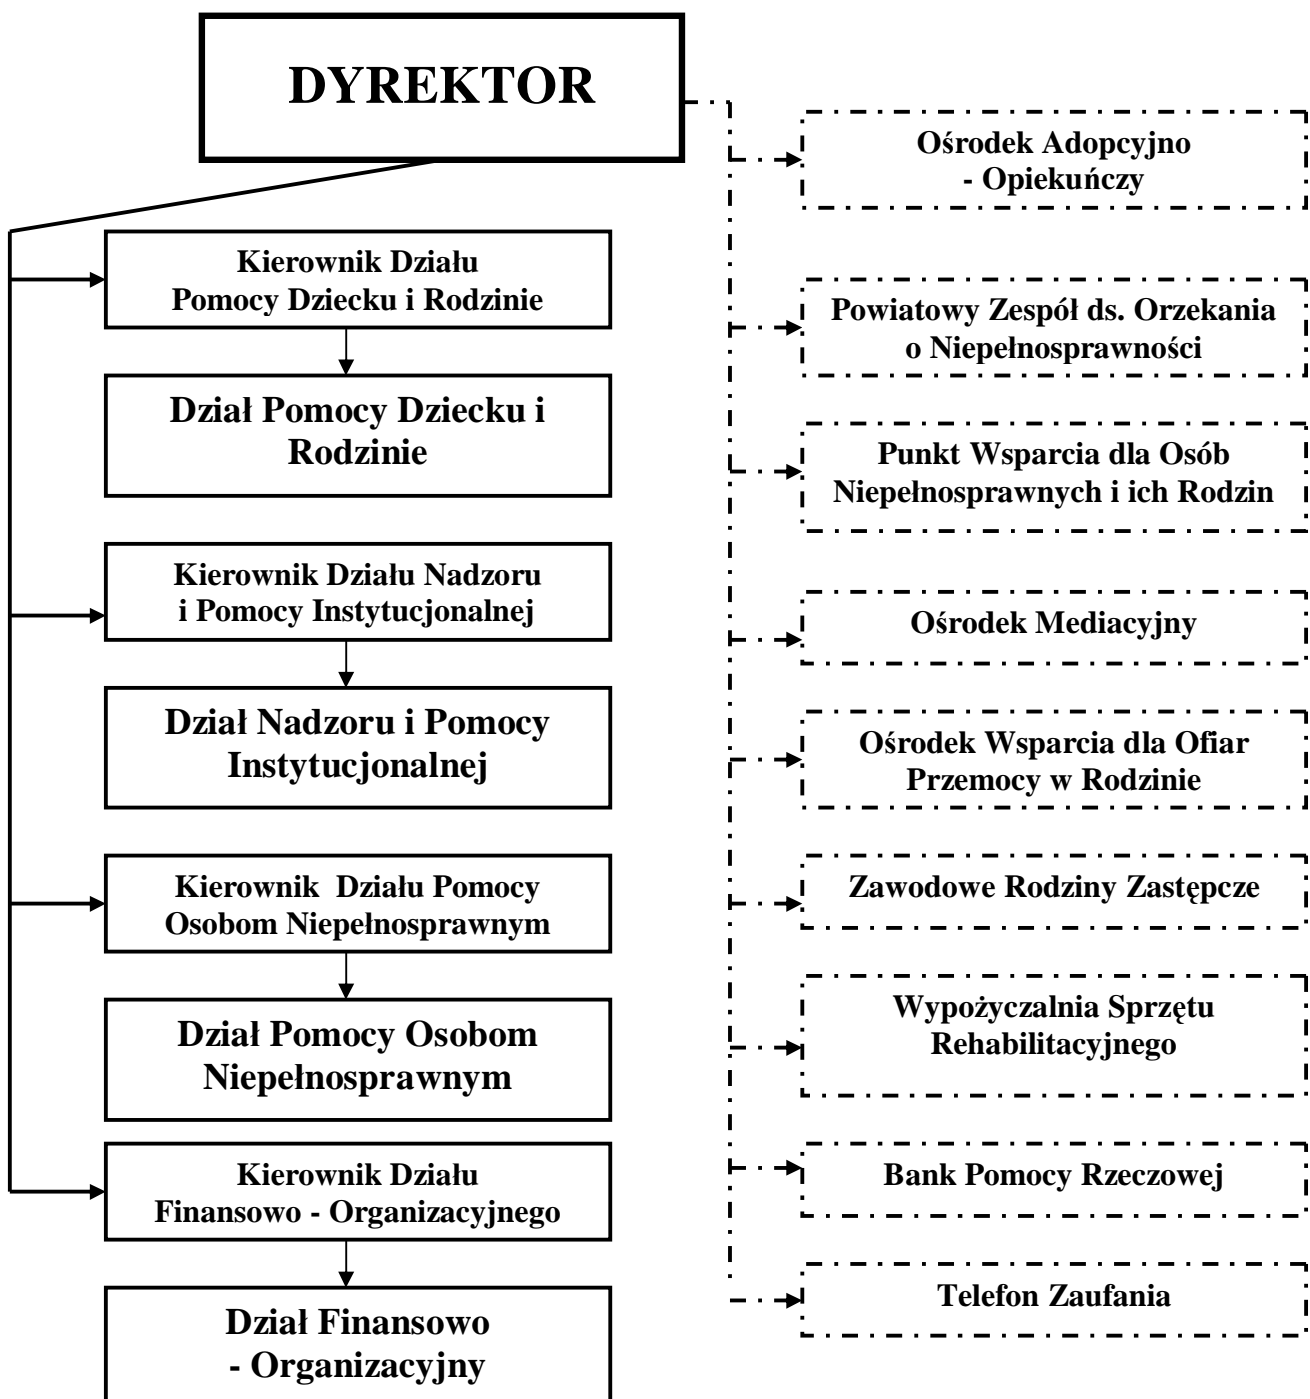 DYREKTOR
Kierownik Działu
Pomocy Dziecku i Rodzinie
Dział Pomocy Dziecku i
Rodzinie
Kierownik Działu Nadzoru
i Pomocy Instytucjonalnej
Dział Nadzoru i Pomocy
Instytucjonalnej
Kierownik Działu Pomocy
Osobom Niepełnosprawnym
Dział Pomocy Osobom
Niepełnosprawnym
Kierownik Działu
Finansowo - Organizacyjnego
Dział Finansowo
- Organizacyjny
Ośrodek Adopcyjno
- Opiekuńczy
Powiatowy Zespół ds. Orzekania
o Niepełnosprawności
Punkt Wsparcia dla Osób
Niepełnosprawnych i ich Rodzin
Ośrodek Mediacyjny
Ośrodek Wsparcia dla Ofiar
Przemocy w Rodzinie
Zawodowe Rodziny Zastępcze
Wypożyczalnia Sprzętu
Rehabilitacyjnego
Bank Pomocy Rzeczowej
Telefon Zaufania